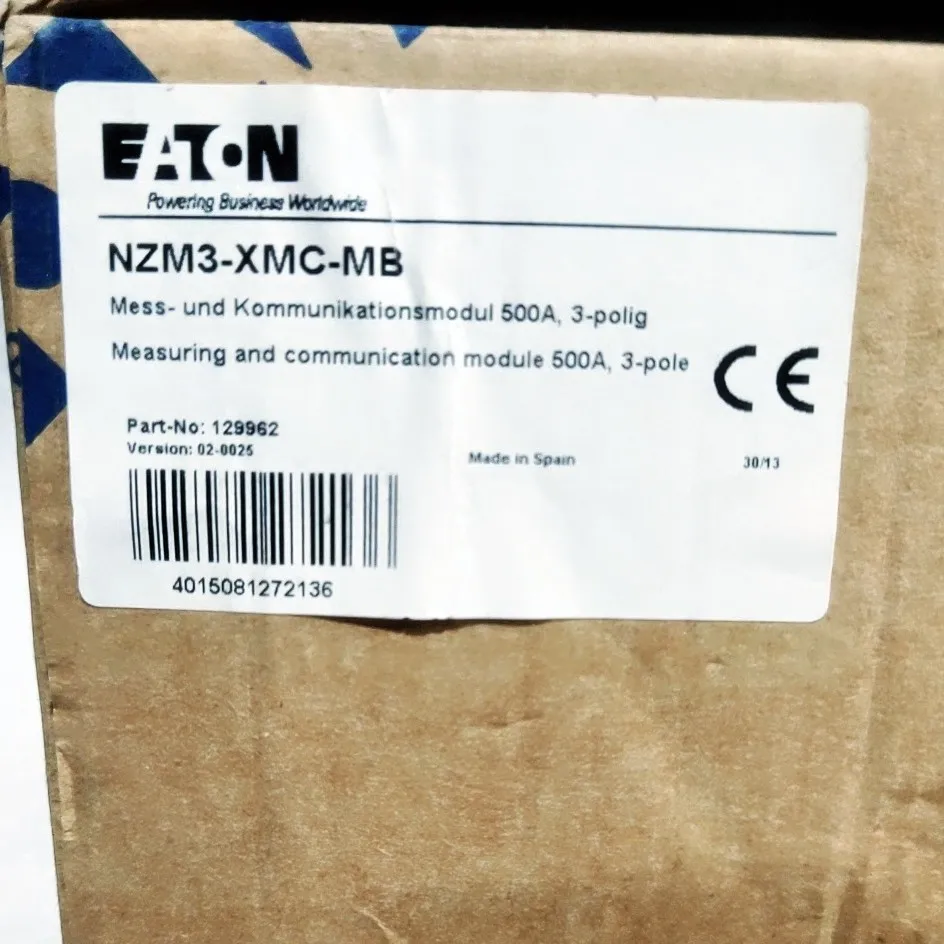 EATON
Powering Business Worldwide
NZM3-XMC-MB
Mess- und Kommunikationsmodul 500A, 3-polig
Measuring and communication module 500A, 3-pole
CE
Part-No: 129962
Version: 02-0025
Made in Spain
30/13
4015081272136